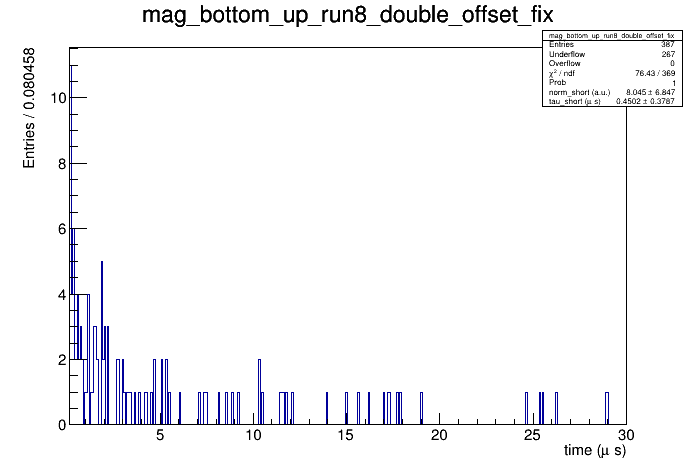 mag_bottom_up_run8_double_offset_fix
mag_bottom_up_run8_double_offset_fix
Entries 387
Underflow 267
Overflow 0
χ² / ndf 76.43 / 369
Prob 1
norm_short (a.u.) 8.045 ± 6.847
tau_short (μ s) 0.4502 ± 0.3787
Entries / 0.080458
10
8
6
4
2
0
5 10 15 20 25 30
time (μ s)